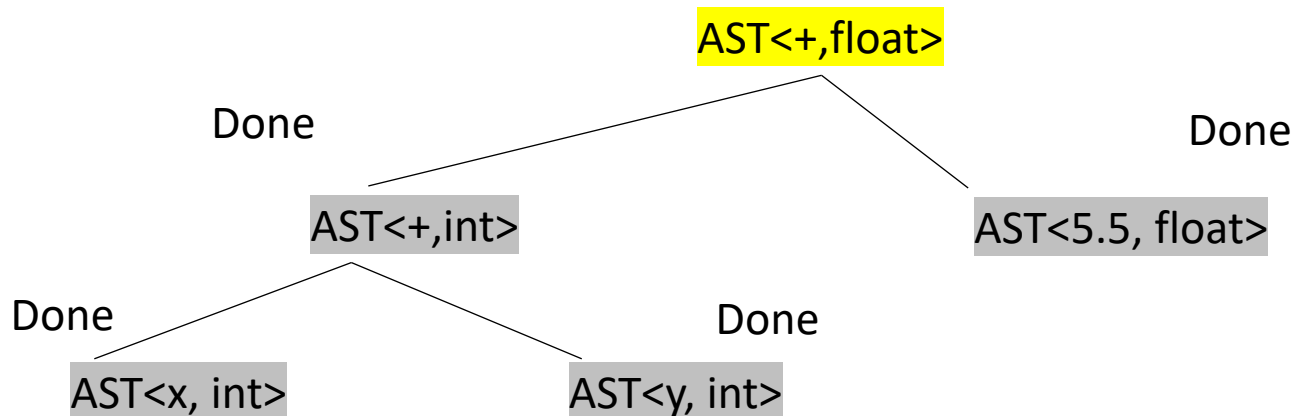 AST<+,float>
Done
Done
AST<+,int>
AST<5.5, float>
Done
Done
AST<x, int>
AST<y, int>